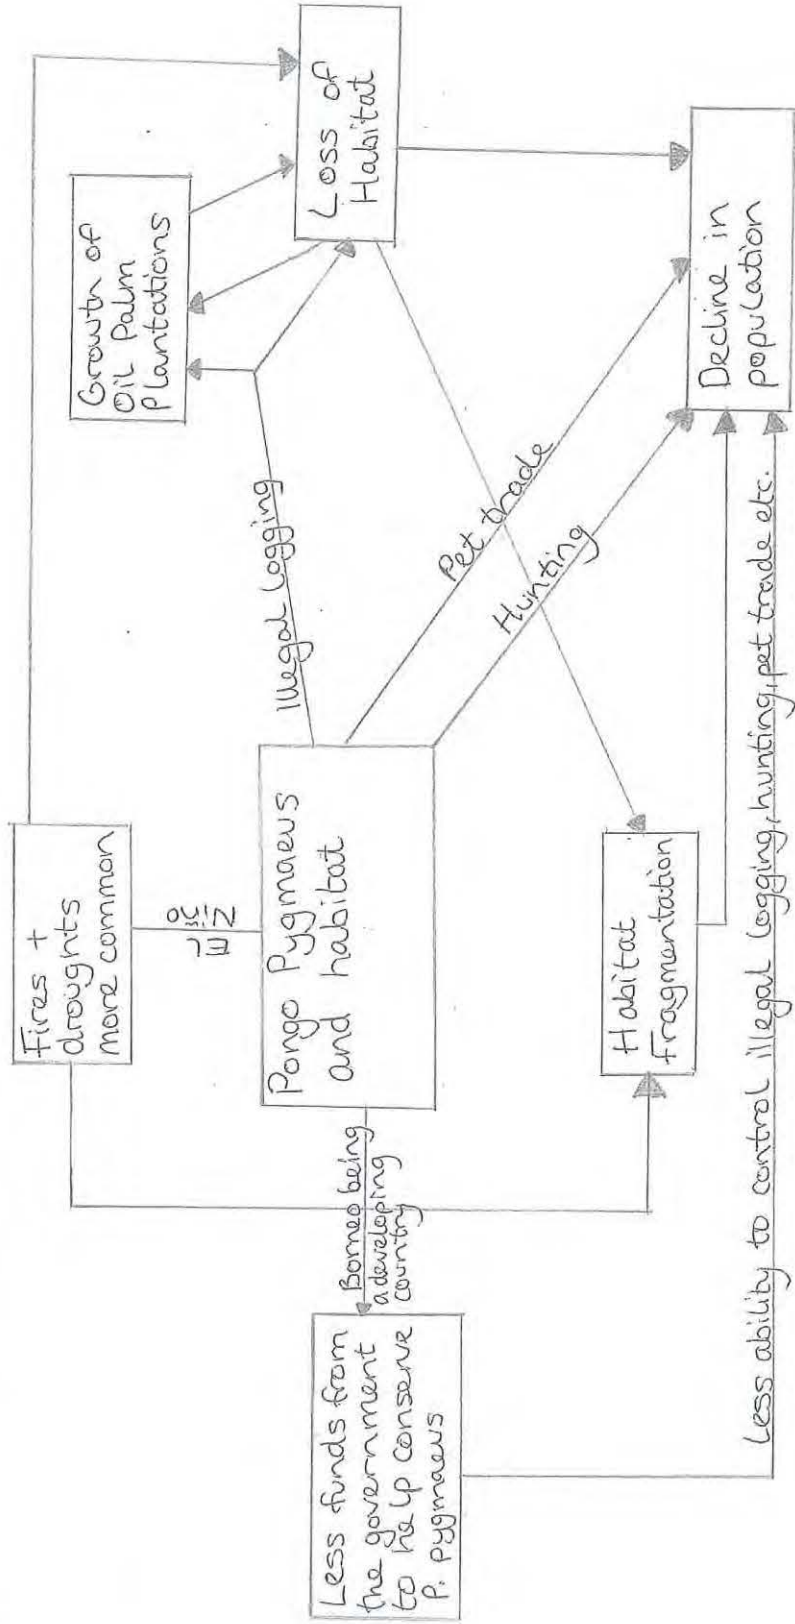 Fires +
droughts
more common
Growth of
Oil Palm
Plantations
El
Niño
Illegal logging
Loss of
Habitat
Less funds from
the government
to help conserve
P. pygmaeus
Borneo being
a developing
country
Pongo Pygmaeus
and habitat
Pet trade
Hunting
Habitat
Fragmentation
Decline in
population
Less ability to control illegal logging, hunting, pet trade etc.